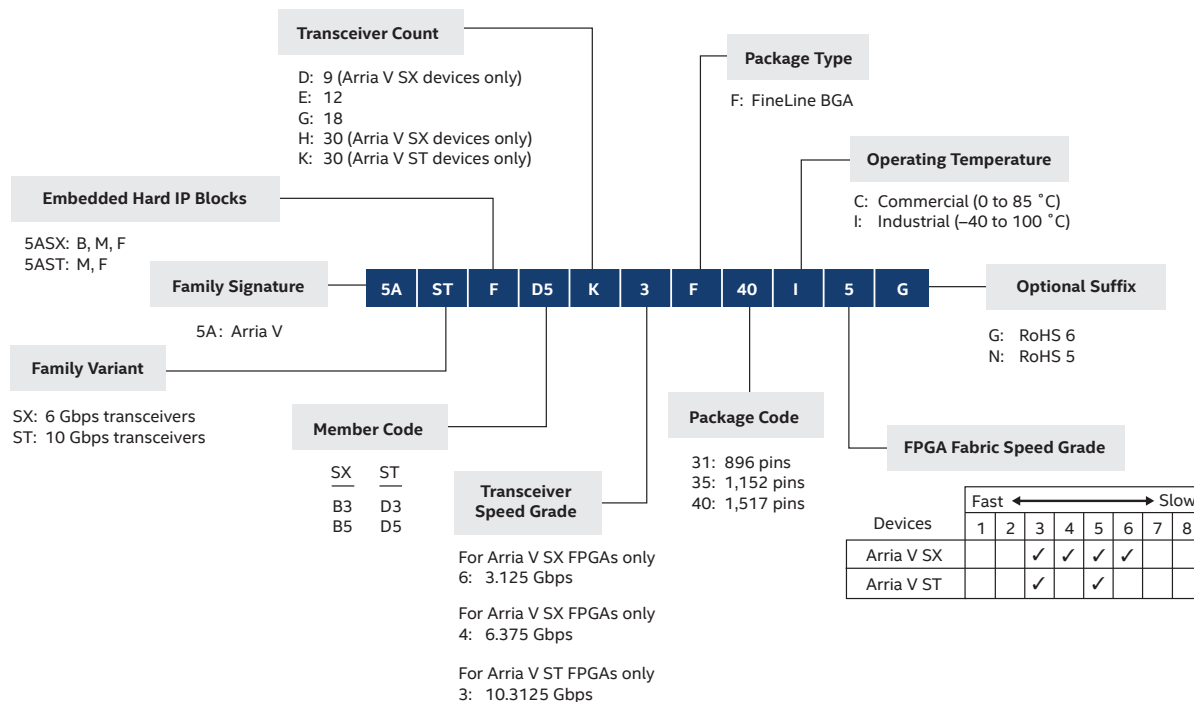 Transceiver Count
D: 9 (Arria V SX devices only)
E: 12
G: 18
H: 30 (Arria V SX devices only)
K: 30 (Arria V ST devices only)
Package Type
F: FineLine BGA
Operating Temperature
C: Commercial (0 to 85 ˚C)
I: Industrial (–40 to 100 ˚C)
Embedded Hard IP Blocks
5ASX: B, M, F
5AST: M, F
Family Signature
5A: Arria V
5A ST F D5 K 3 F 40 I 5 G
Optional Suffix
G: RoHS 6
N: RoHS 5
Family Variant
SX: 6 Gbps transceivers
ST: 10 Gbps transceivers
Member Code
SX ST
B3 D3
B5 D5
Transceiver
Speed Grade
For Arria V SX FPGAs only
6: 3.125 Gbps
For Arria V SX FPGAs only
4: 6.375 Gbps
For Arria V ST FPGAs only
3: 10.3125 Gbps
Package Code
31: 896 pins
35: 1,152 pins
40: 1,517 pins
FPGA Fabric Speed Grade
Fast Slow
Devices 1 2 3 4 5 6 7 8
Arria V SX ✓ ✓ ✓ ✓
Arria V ST ✓ ✓